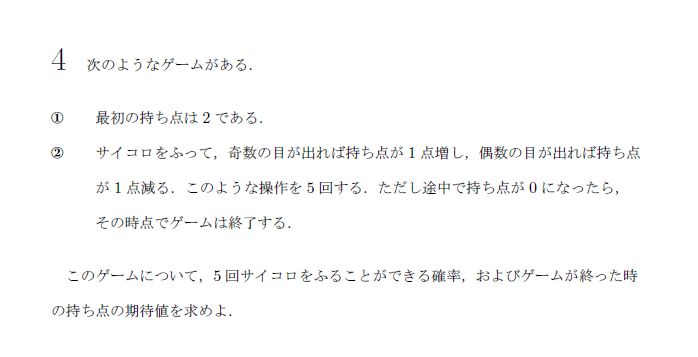 4 次のようなゲームがある.
① 最初の持ち点は 2 である.
② サイコロをふって，奇数の目が出れば持ち点が 1 点増し，偶数の目が出れば持ち点
が 1 点減る. このような操作を 5 回する. ただし途中で持ち点が 0 になったら，
その時点でゲームは終了する.
このゲームについて，5 回サイコロをふることができる確率，およびゲームが終った時
の持ち点の期待値を求めよ.